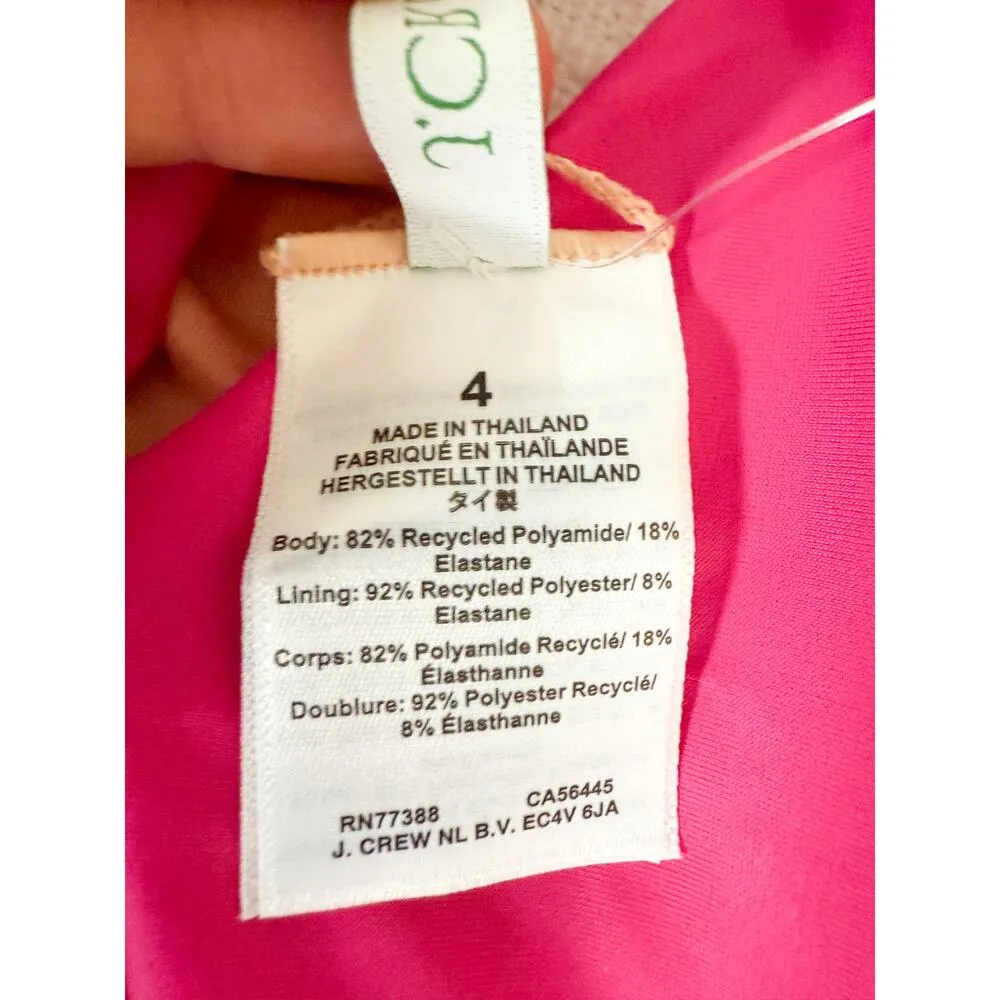 4
MADE IN THAILAND
FABRIQUÉ EN THAÏLANDE
HERGESTELLT IN THAILAND
タイ製
Body: 82% Recycled Polyamide/ 18%
Elastane
Lining: 92% Recycled Polyester/ 8%
Elastane
Corps: 82% Polyamide Recyclé/ 18%
Élasthanne
Doublure: 92% Polyester Recyclé/
8% Élasthanne
RN77388 CA56445
J. CREW NL B.V. EC4V 6JA